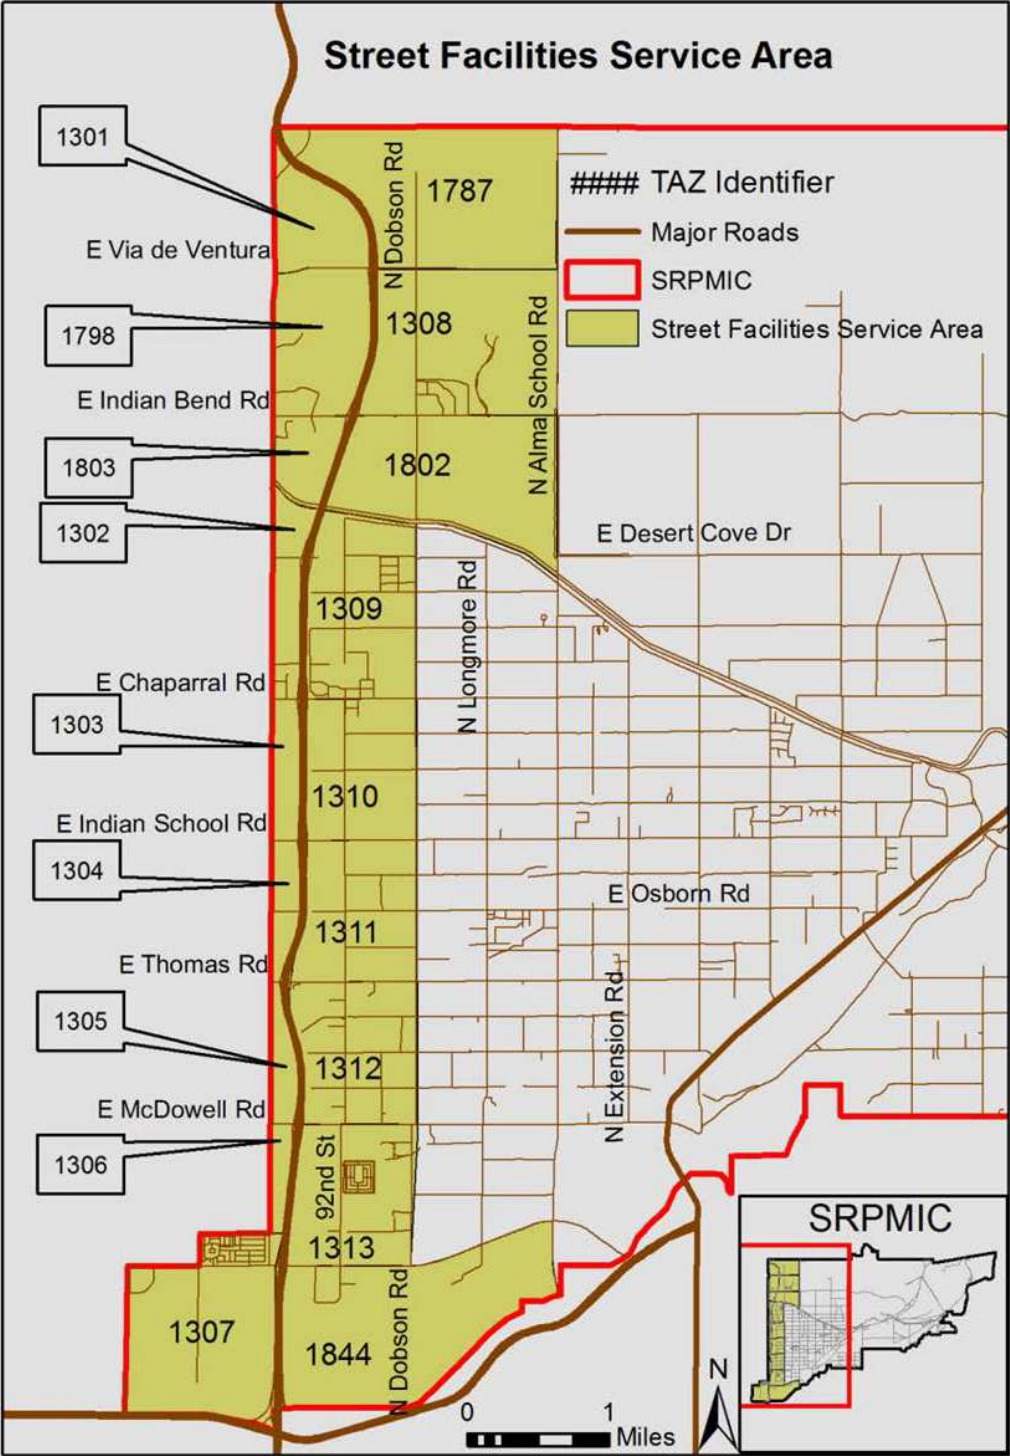 Street Facilities Service Area
1301
N Dobson Rd
1787
#### TAZ Identifier
Major Roads
E Via de Ventura
SRPMIC
1798
1308
N Alma School Rd
Street Facilities Service Area
E Indian Bend Rd
1803
1802
1302
E Desert Cove Dr
1309
N Longmore Rd
E Chaparral Rd
1303
1310
E Indian School Rd
1304
E Osborn Rd
1311
E Thomas Rd
1305
N Extension Rd
1312
E McDowell Rd
1306
92nd St
1313
SRPMIC
1307
1844
N Dobson Rd
N
0 1
Miles